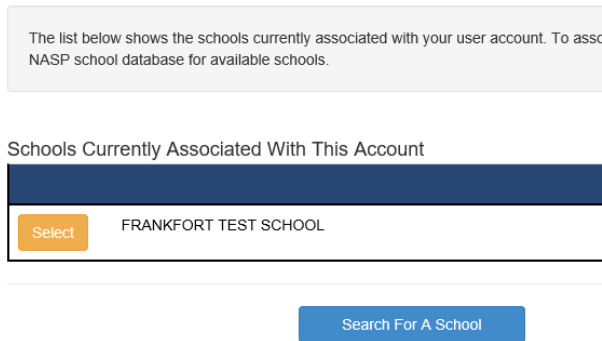 The list below shows the schools currently associated with your user account. To
NASP school database for available schools.
Schools Currently Associated With This Account
Select
FRANKFORT TEST SCHOOL
Search For A School